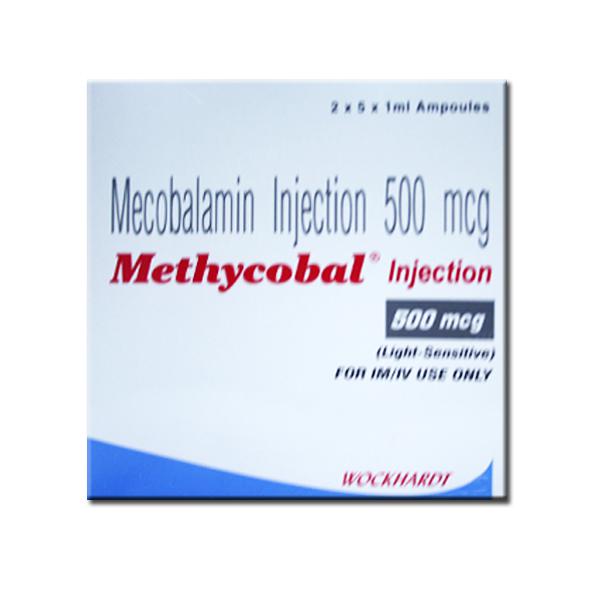 2 x 5 x 1ml Ampoules
Mecobalamin Injection 500 mcg
Methycobal® Injection
500 mcg
(Light-Sensitive)
FOR IM/IV USE ONLY
WOCKHARDT